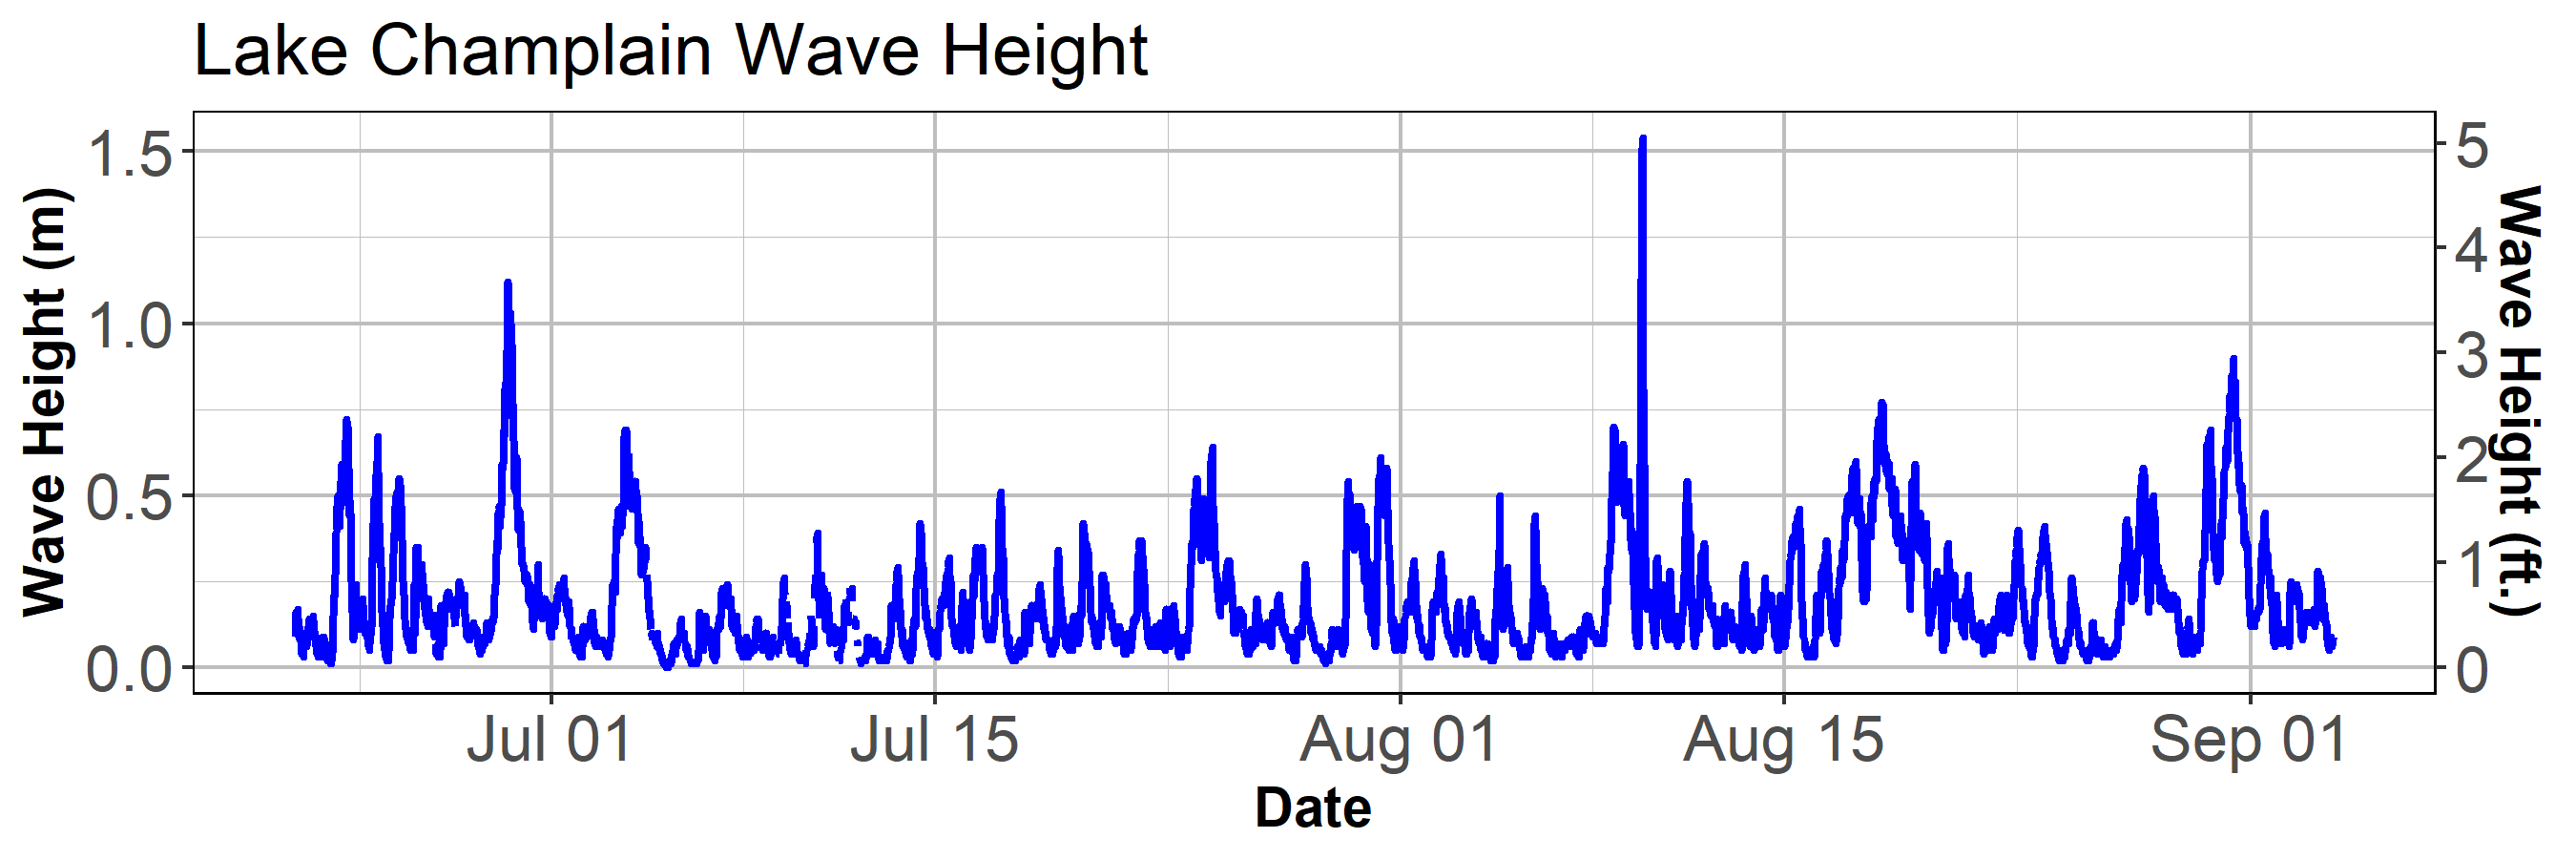 Lake Champlain Wave Height
Wave Height (m)
1.5
1.0
0.5
0.0
5
4
3
2
1
0
Wave Height (ft.)
Jul 01
Jul 15
Aug 01
Aug 15
Sep 01
Date